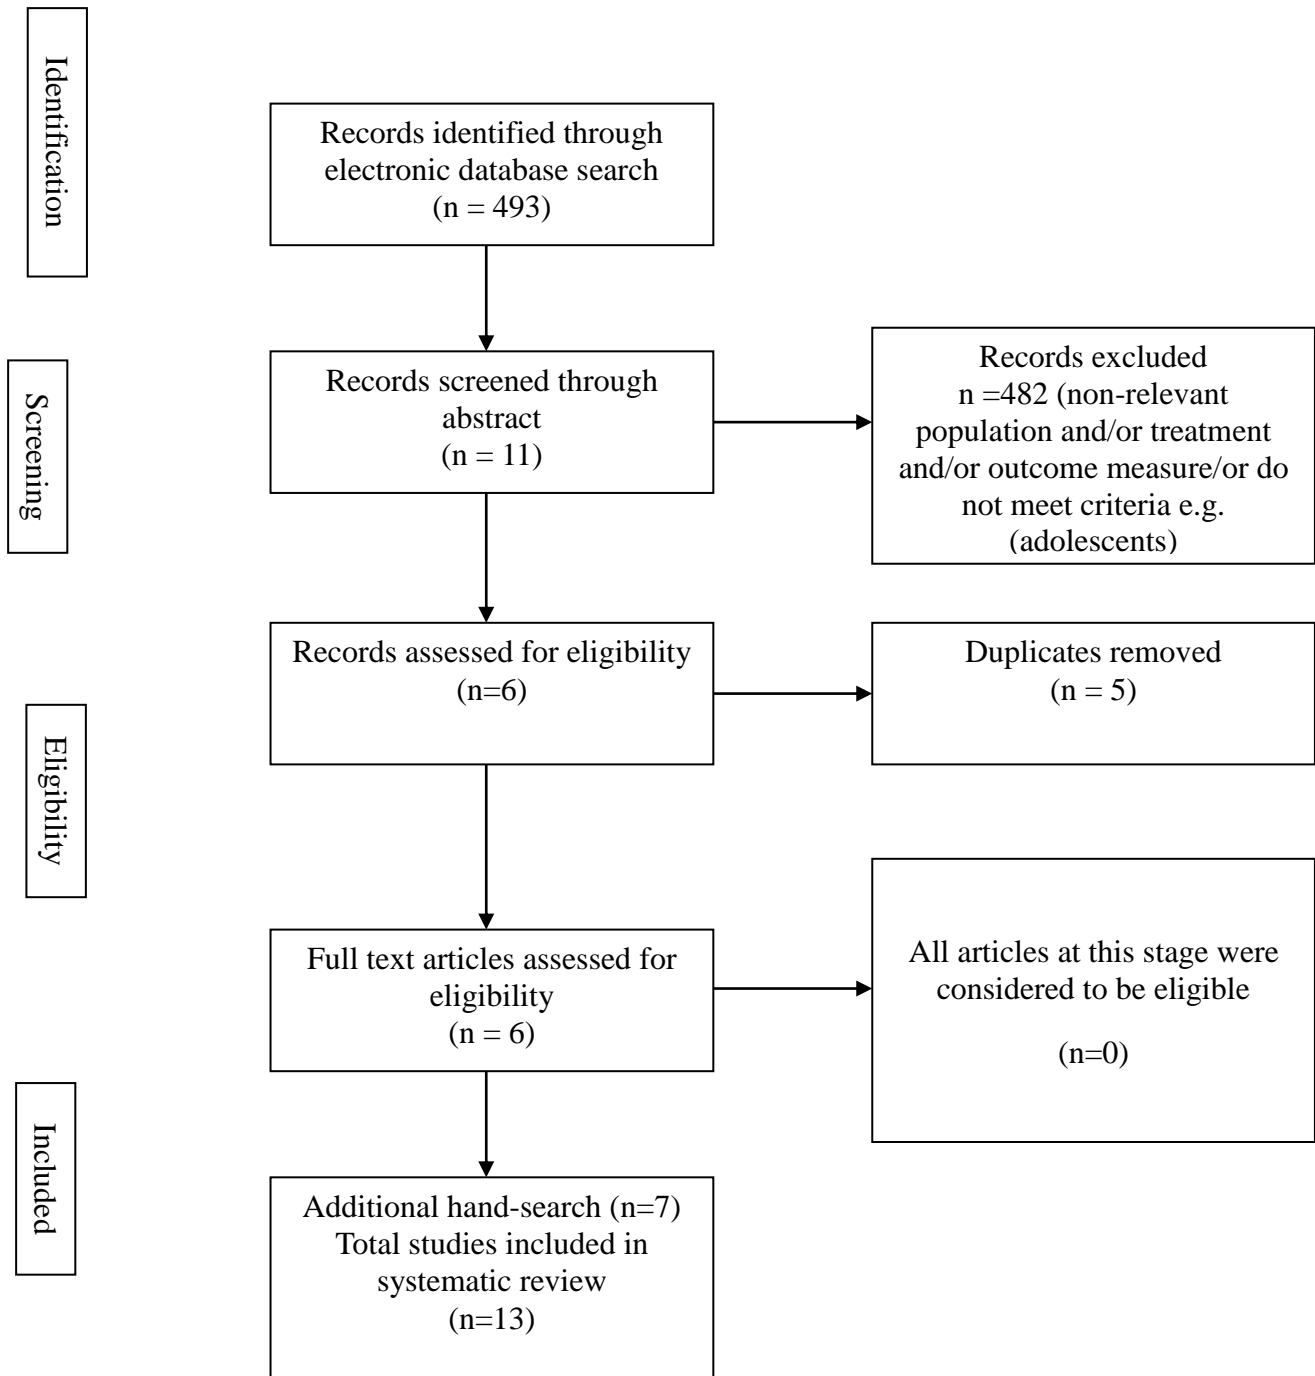 Identification
Records identified through
electronic database search
(n = 493)
Screening
Records screened through
abstract
(n = 11)
Records excluded
n =482 (non-relevant
population and/or treatment
and/or outcome measure/or do
not meet criteria e.g.
(adolescents)
Eligibility
Records assessed for eligibility
(n=6)
Duplicates removed
(n = 5)
Full text articles assessed for
eligibility
(n = 6)
All articles at this stage were
considered to be eligible
(n=0)
Included
Additional hand-search (n=7)
Total studies included in
systematic review
(n=13)